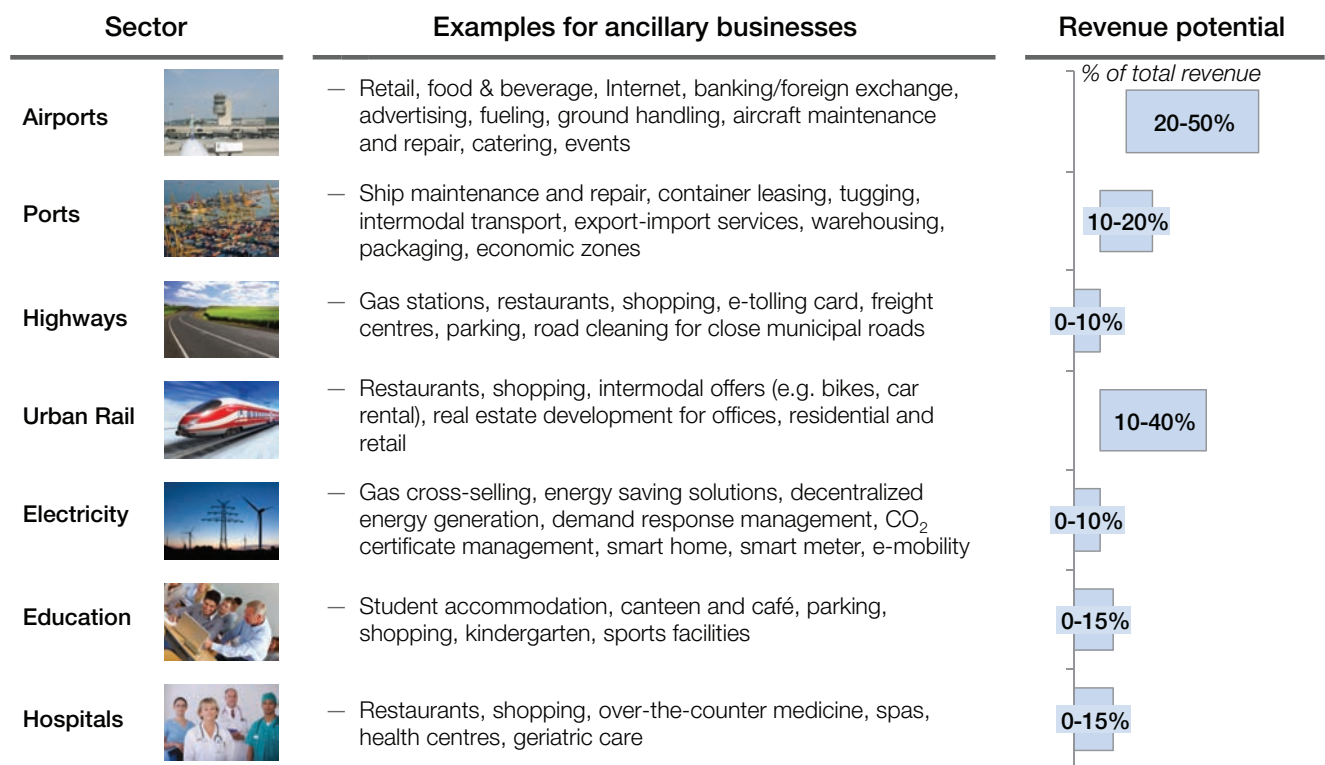 Sector
Examples for ancillary businesses
Revenue potential
% of total revenue
Airports
— Retail, food & beverage, Internet, banking/foreign exchange,
advertising, fueling, ground handling, aircraft maintenance
and repair, catering, events
20-50%
Ports
— Ship maintenance and repair, container leasing, tugging,
intermodal transport, export-import services, warehousing,
packaging, economic zones
10-20%
Highways
— Gas stations, restaurants, shopping, e-tolling card, freight
centres, parking, road cleaning for close municipal roads
0-10%
Urban Rail
— Restaurants, shopping, intermodal offers (e.g. bikes, car
rental), real estate development for offices, residential and
retail
10-40%
Electricity
— Gas cross-selling, energy saving solutions, decentralized
energy generation, demand response management, CO₂
certificate management, smart home, smart meter, e-mobility
0-10%
Education
— Student accommodation, canteen and café, parking,
shopping, kindergarten, sports facilities
0-15%
Hospitals
— Restaurants, shopping, over-the-counter medicine, spas,
health centres, geriatric care
0-15%